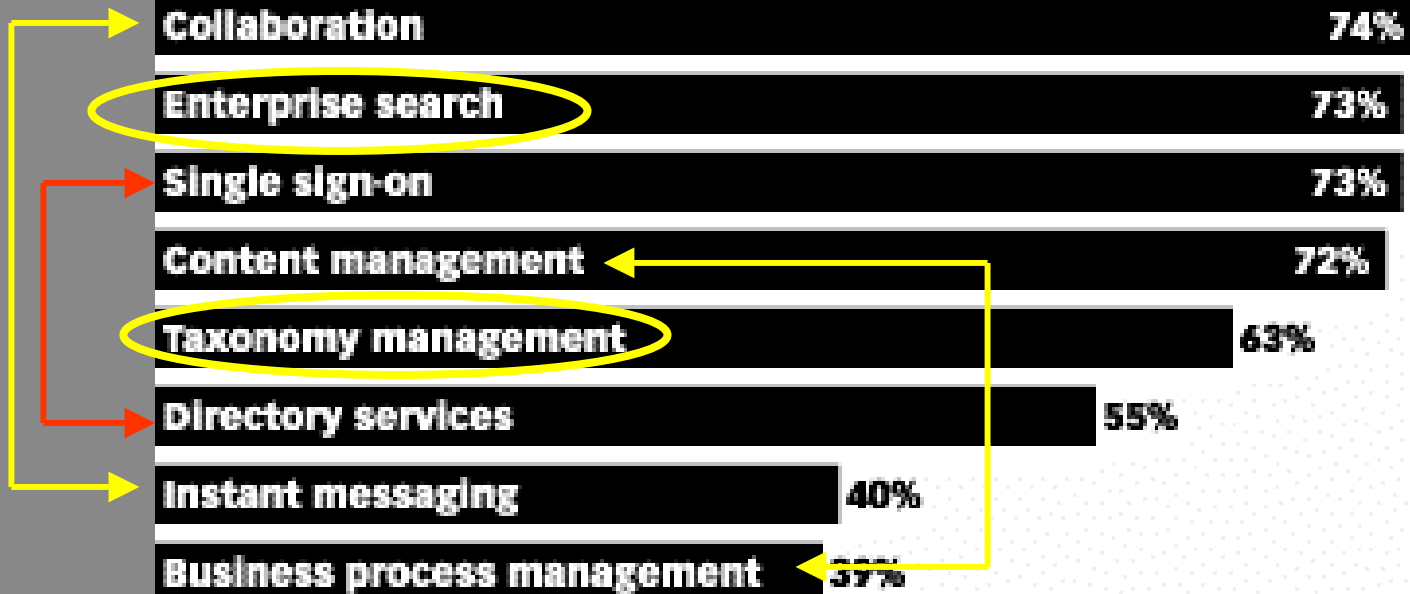 Collaboration 74%
Enterprise search 73%
Single sign-on 73%
Content management 72%
Taxonomy management 63%
Directory services 55%
Instant messaging 40%
Business process management 39%